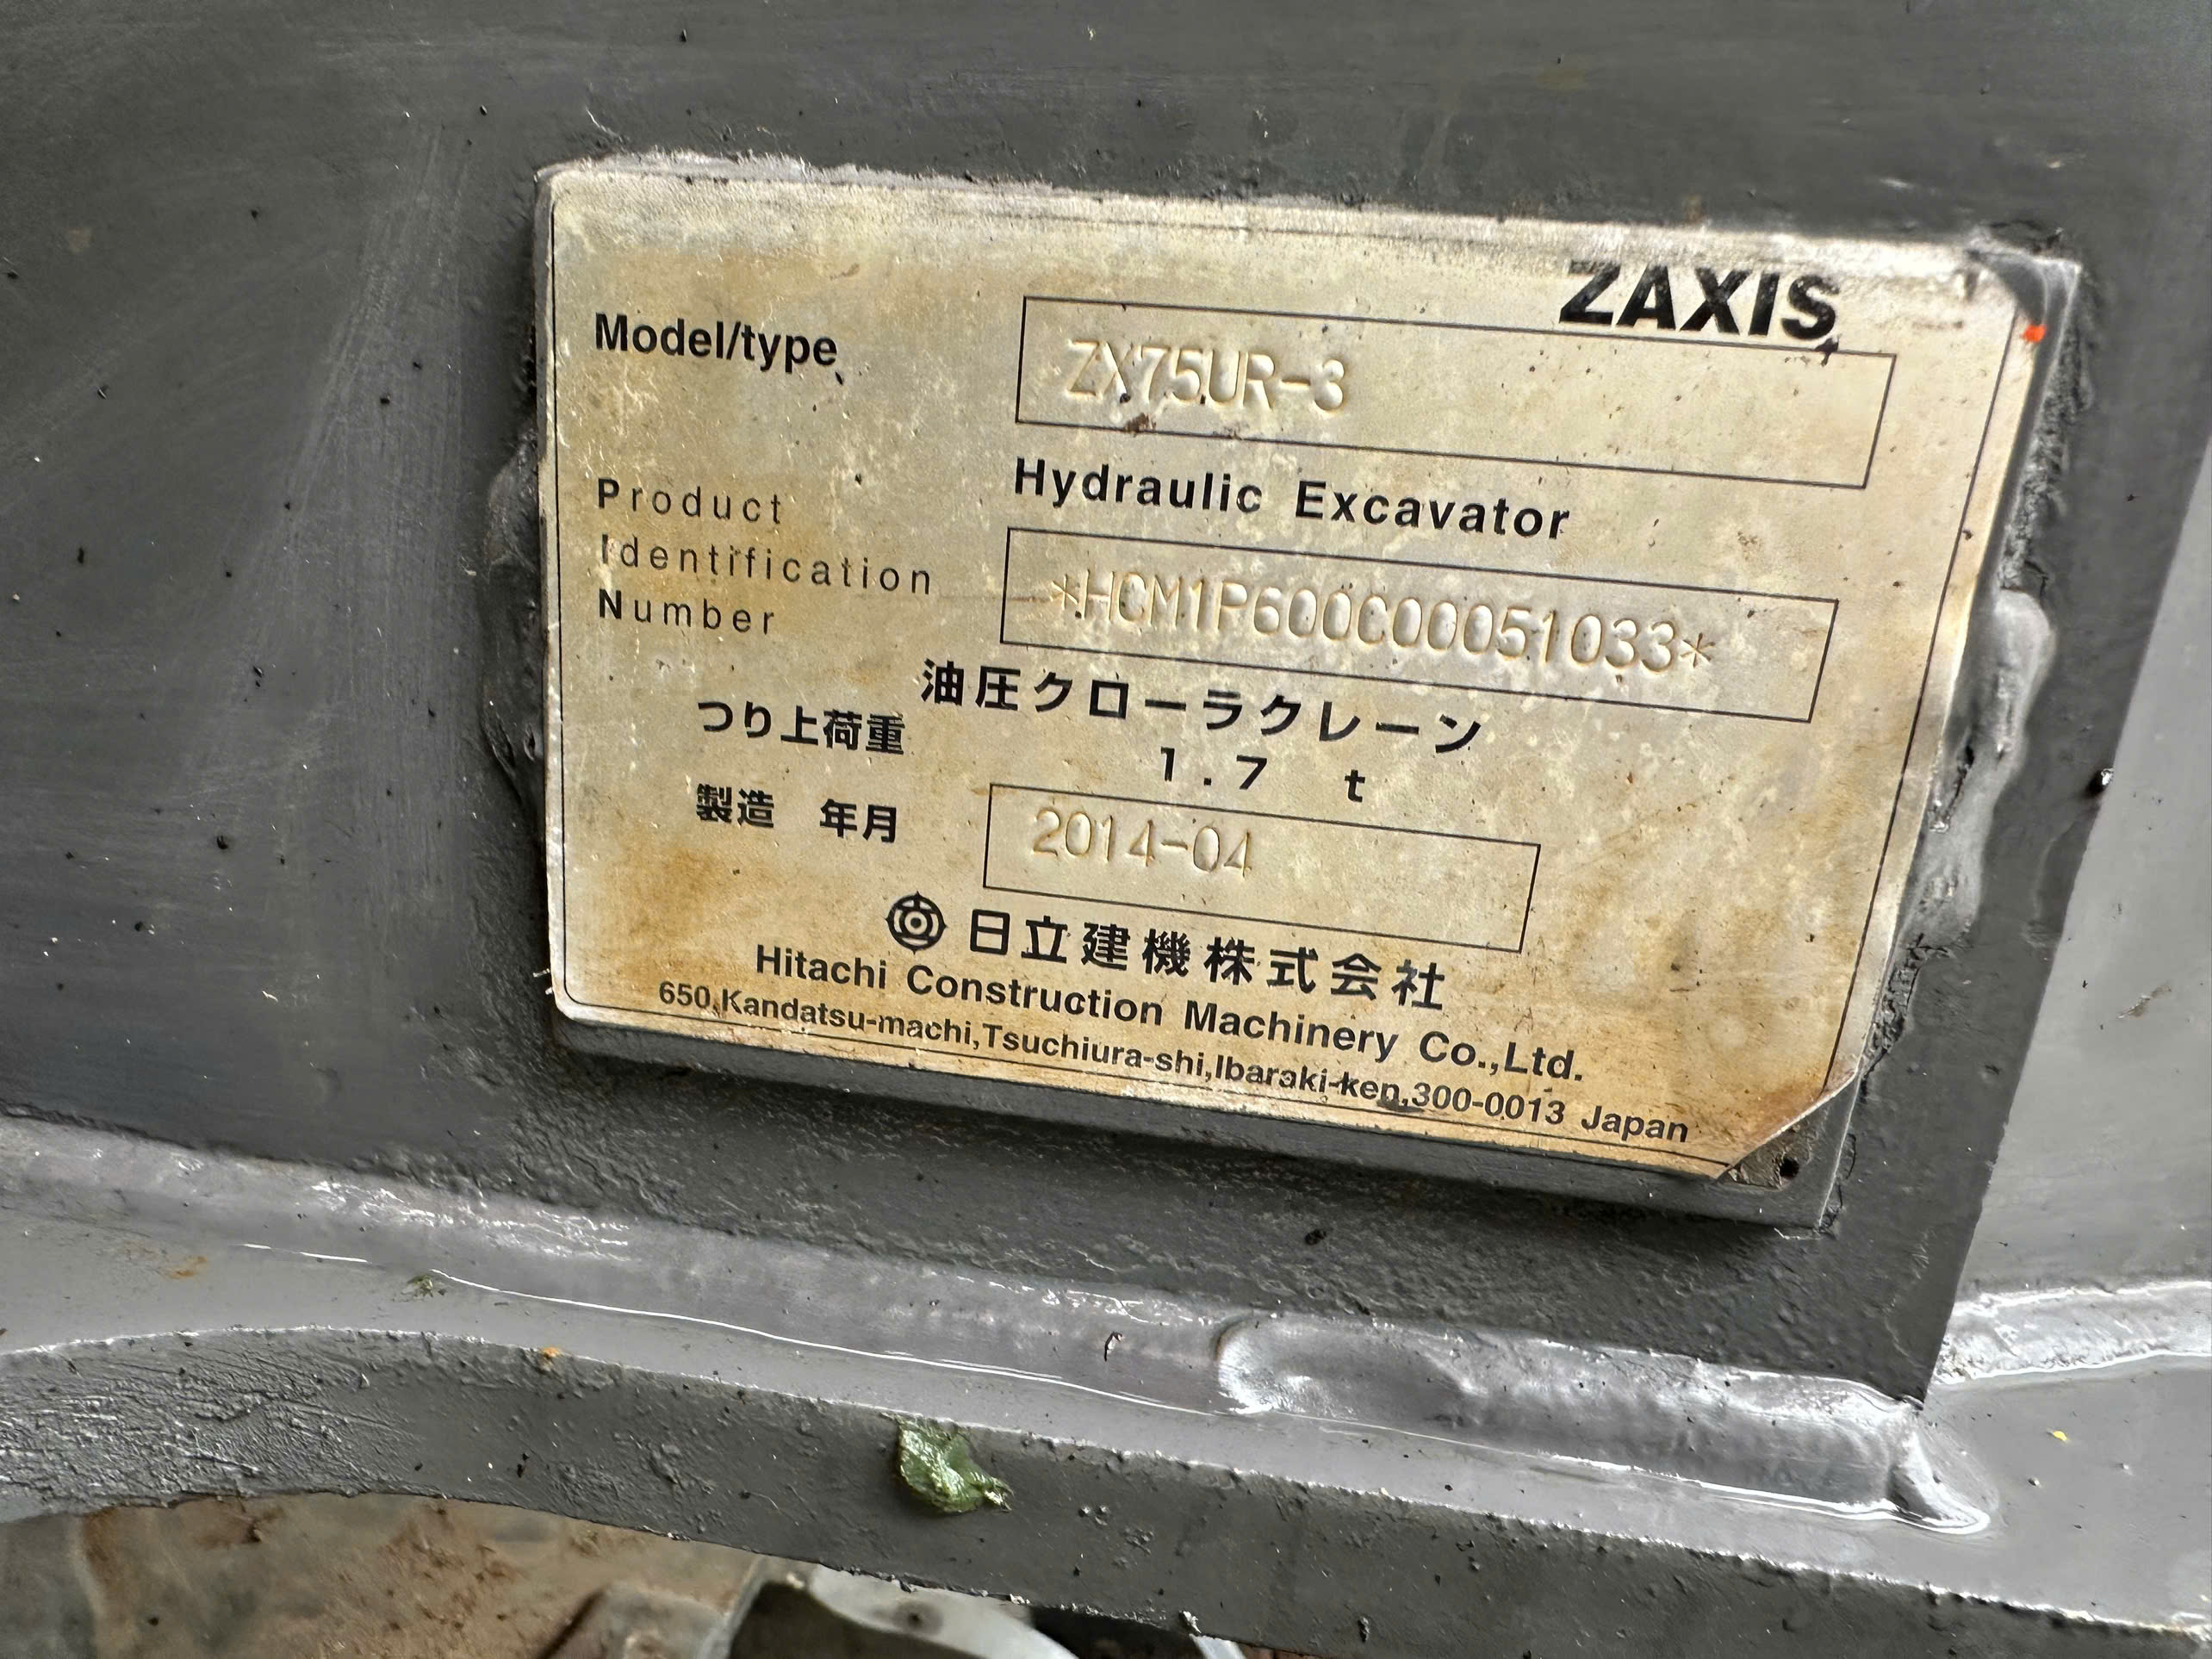 ZAXIS
Model/type ZX75UR-3
Hydraulic Excavator
Product
Identification
Number *HCM1P600C00051033*
油圧クローラクレーン
つり上荷重 1.7 t
製造 年月 2014-04
日立建機株式会社
Hitachi Construction Machinery Co.,Ltd.
650,Kandatsu-machi,Tsuchiura-shi,Ibaraki-ken,300-0013 Japan